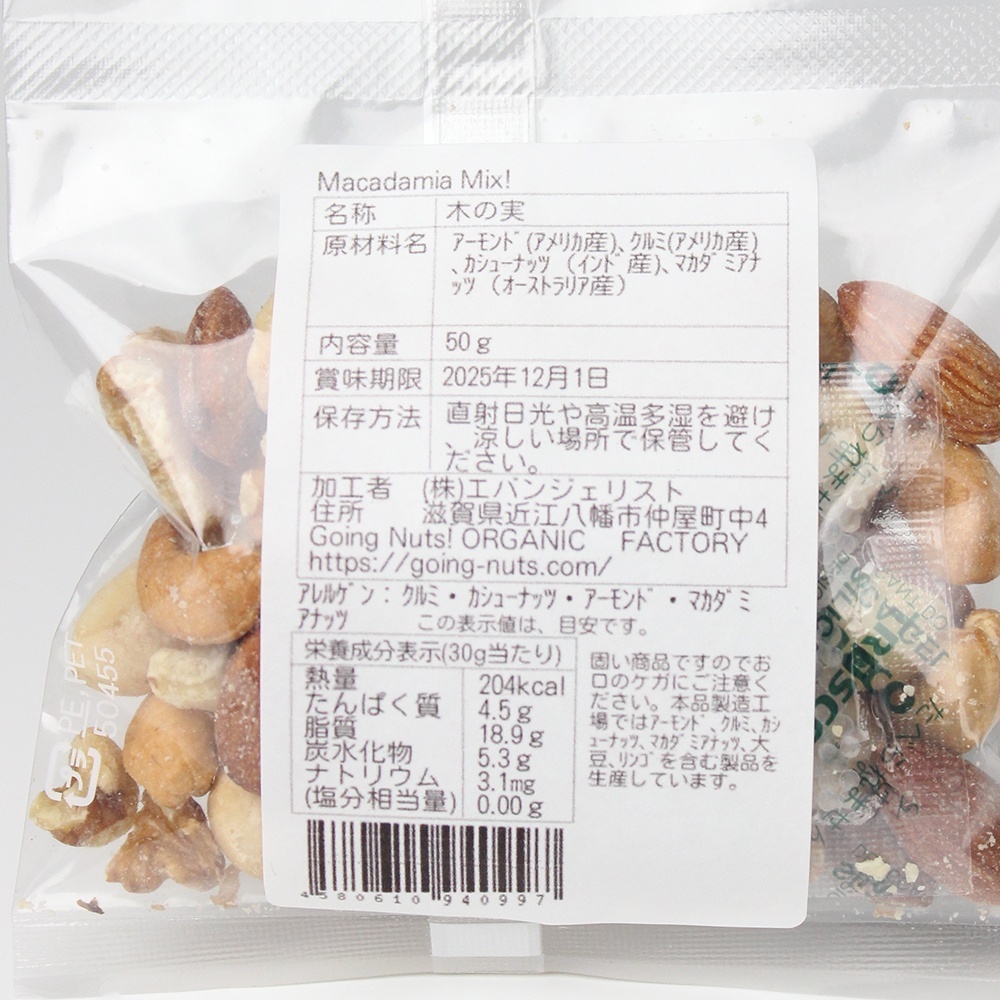 Macadamia Mix!
名称 木の実
原材料名 アーモンド(アメリカ産)、クルミ(アメリカ産)
、カシューナッツ (インド産)、マカダミアナ
ッツ (オーストラリア産)
内容量 50g
賞味期限 2025年12月1日
保存方法 直射日光や高温多湿を避け
、涼しい場所で保管してく
ださい。
加工者 (株)エバンジェリスト
住所 滋賀県近江八幡市仲屋町中4
Going Nuts! ORGANIC FACTORY
https://going-nuts.com/
アレルゲン：クルミ・カシューナッツ・アーモンド・マカダミ
アナッツ この表示値は、目安です。
栄養成分表示(30g当たり)
熱量 204kcal
たんぱく質 4.5g
脂質 18.9g
炭水化物 5.3g
ナトリウム 3.1mg
(塩分相当量) 0.00g
固い商品ですのでお
口のケガにご注意く
ださい。本品製造工
場ではアーモンド、クルミ、カシ
ューナッツ、マカダミアナッツ、大
豆、リンゴを含む製品を
生産しています。
4580610940997
プラ
PE,PET
50455